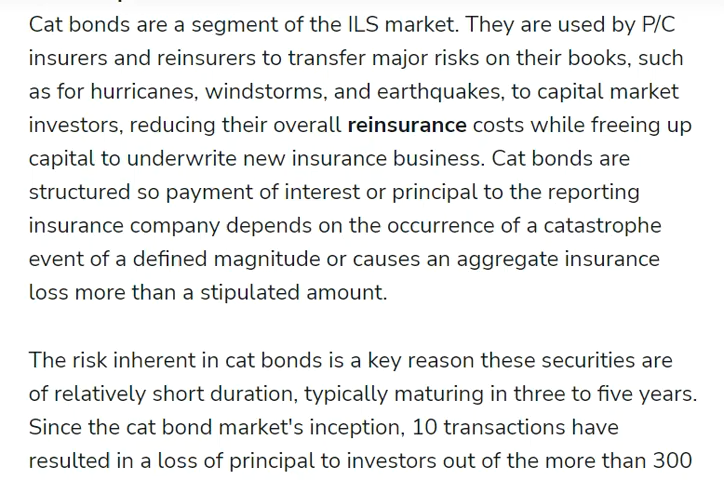 Cat bonds are a segment of the ILS market. They are used by P/C
insurers and reinsurers to transfer major risks on their books, such
as for hurricanes, windstorms, and earthquakes, to capital market
investors, reducing their overall reinsurance costs while freeing up
capital to underwrite new insurance business. Cat bonds are
structured so payment of interest or principal to the reporting
insurance company depends on the occurrence of a catastrophe
event of a defined magnitude or causes an aggregate insurance
loss more than a stipulated amount.
The risk inherent in cat bonds is a key reason these securities are
of relatively short duration, typically maturing in three to five years.
Since the cat bond market's inception, 10 transactions have
resulted in a loss of principal to investors out of the more than 300